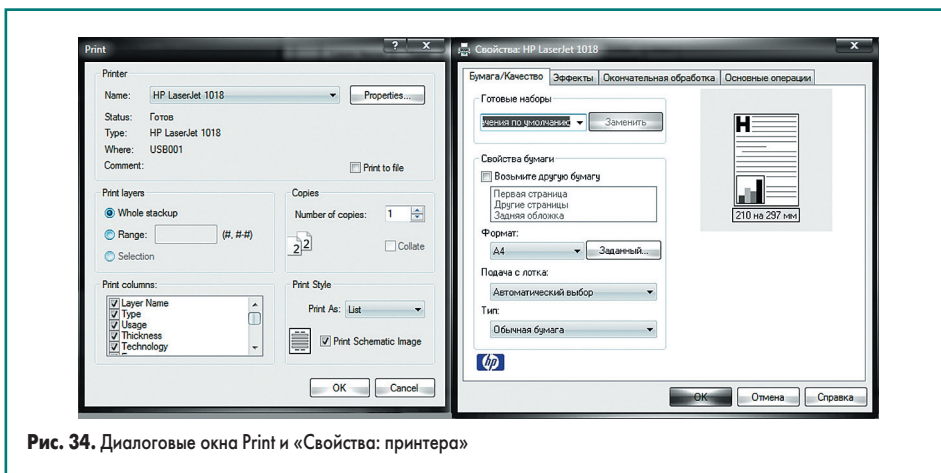 Print
Printer
Name: HP LaserJet 1018 Properties...
Status: Готов
Type: HP LaserJet 1018
Where: USB001
Comment: Print to file
Print layers
Whole stackup
Range: (#, #-#)
Selection
Copies
Number of copies: 1
2 2
Collate
Print columns:
Layer Name
Type
Usage
Thickness
Technology
Print Style
Print As: List
Print Schematic Image
OK Cancel
Свойства: HP LaserJet 1018
Бумага/Качество Эффекты Окончательная обработка Основные операции
Готовые наборы
чения по умолчанию Заменить
Свойства бумаги
Возьмите другую бумагу
Первая страница
Другие страницы
Задняя обложка
Формат:
A4 Заданный...
Подача с лотка:
Автоматический выбор
Тип:
Обычная бумага
H
210 на 297 мм
hp
OK Отмена Справка
Рис. 34. Диалоговые окна Print и «Свойства: принтера»